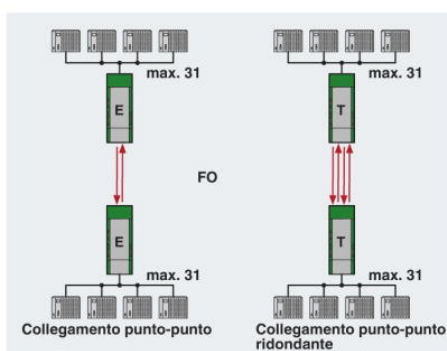 max. 31
max. 31
E
T
FO
E
T
max. 31
max. 31
Collegamento punto-punto
Collegamento punto-punto
ridondante